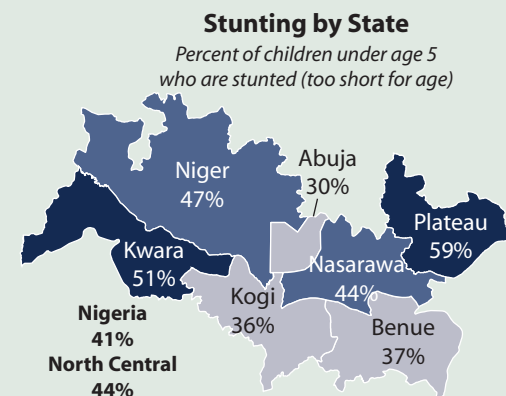 Stunting by State
Percent of children under age 5
who are stunted (too short for age)
Abuja
30%
Niger
47%
Plateau
59%
Kwara
51%
Nasarawa
44%
Kogi
36%
Benue
37%
Nigeria
41%
North Central
44%